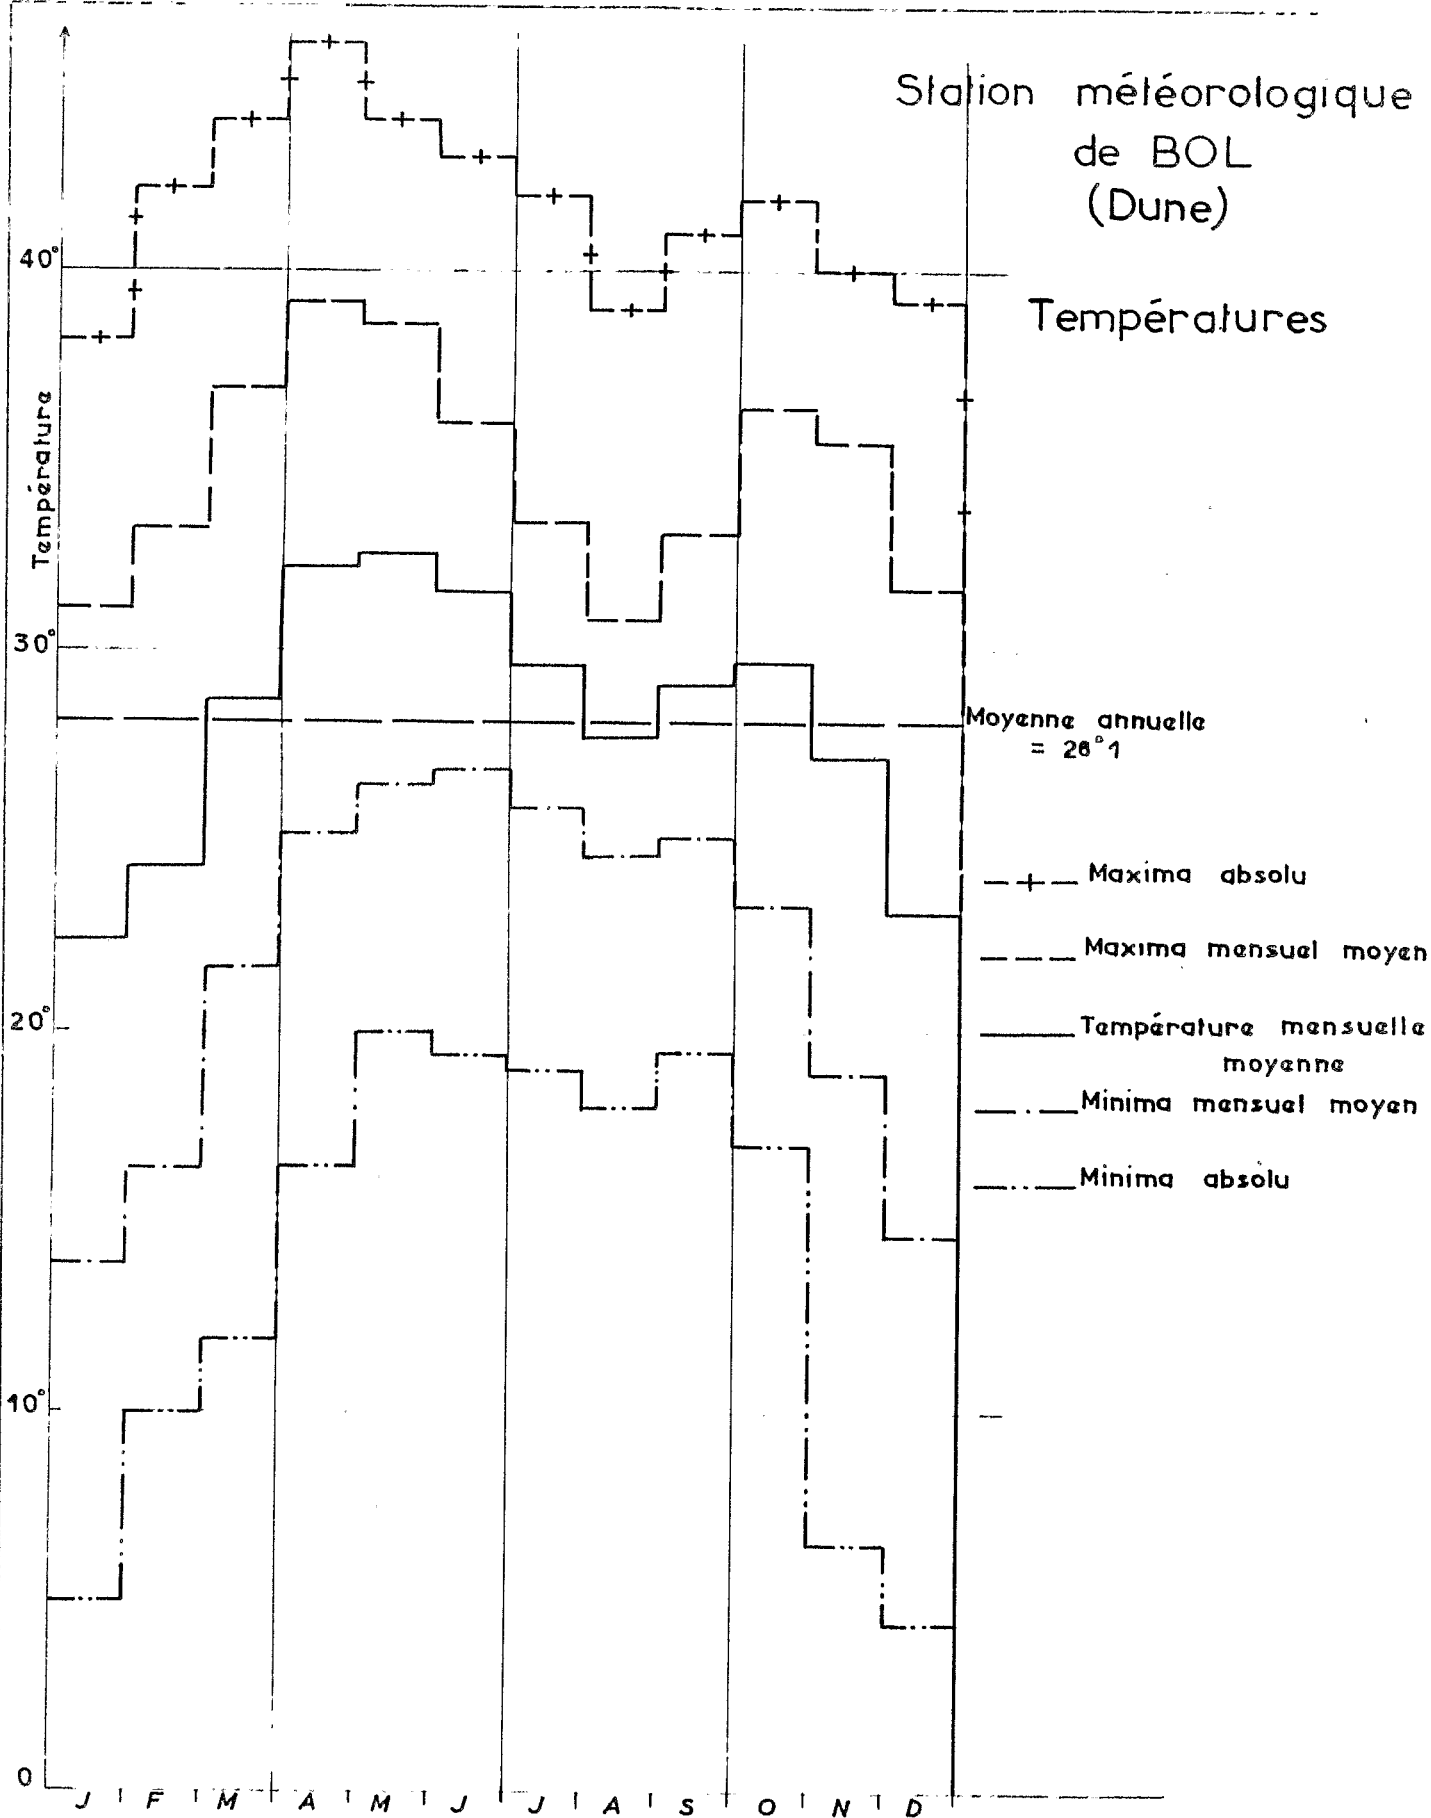 Station météorologique
de BOL
(Dune)
Températures
Température
40°
30°
20°
10°
0
Moyenne annuelle
= 28°1
Maxima absolu
Maxima mensuel moyen
Température mensuelle
moyenne
Minima mensuel moyen
Minima absolu
J F M A M J J A S O N D